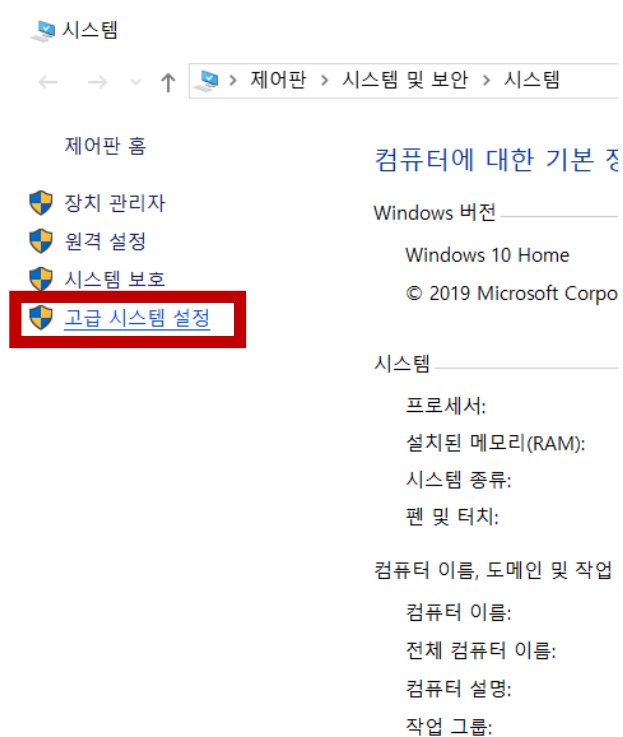 시스템
제어판 > 시스템 및 보안 > 시스템
제어판 홈
장치 관리자
원격 설정
시스템 보호
고급 시스템 설정
컴퓨터에 대한 기본
Windows 버전
Windows 10 Home
© 2019 Microsoft Corpo
시스템
프로세서:
설치된 메모리(RAM):
시스템 종류:
펜 및 터치:
컴퓨터 이름, 도메인 및 작업
컴퓨터 이름:
전체 컴퓨터 이름:
컴퓨터 설명:
작업 그룹: